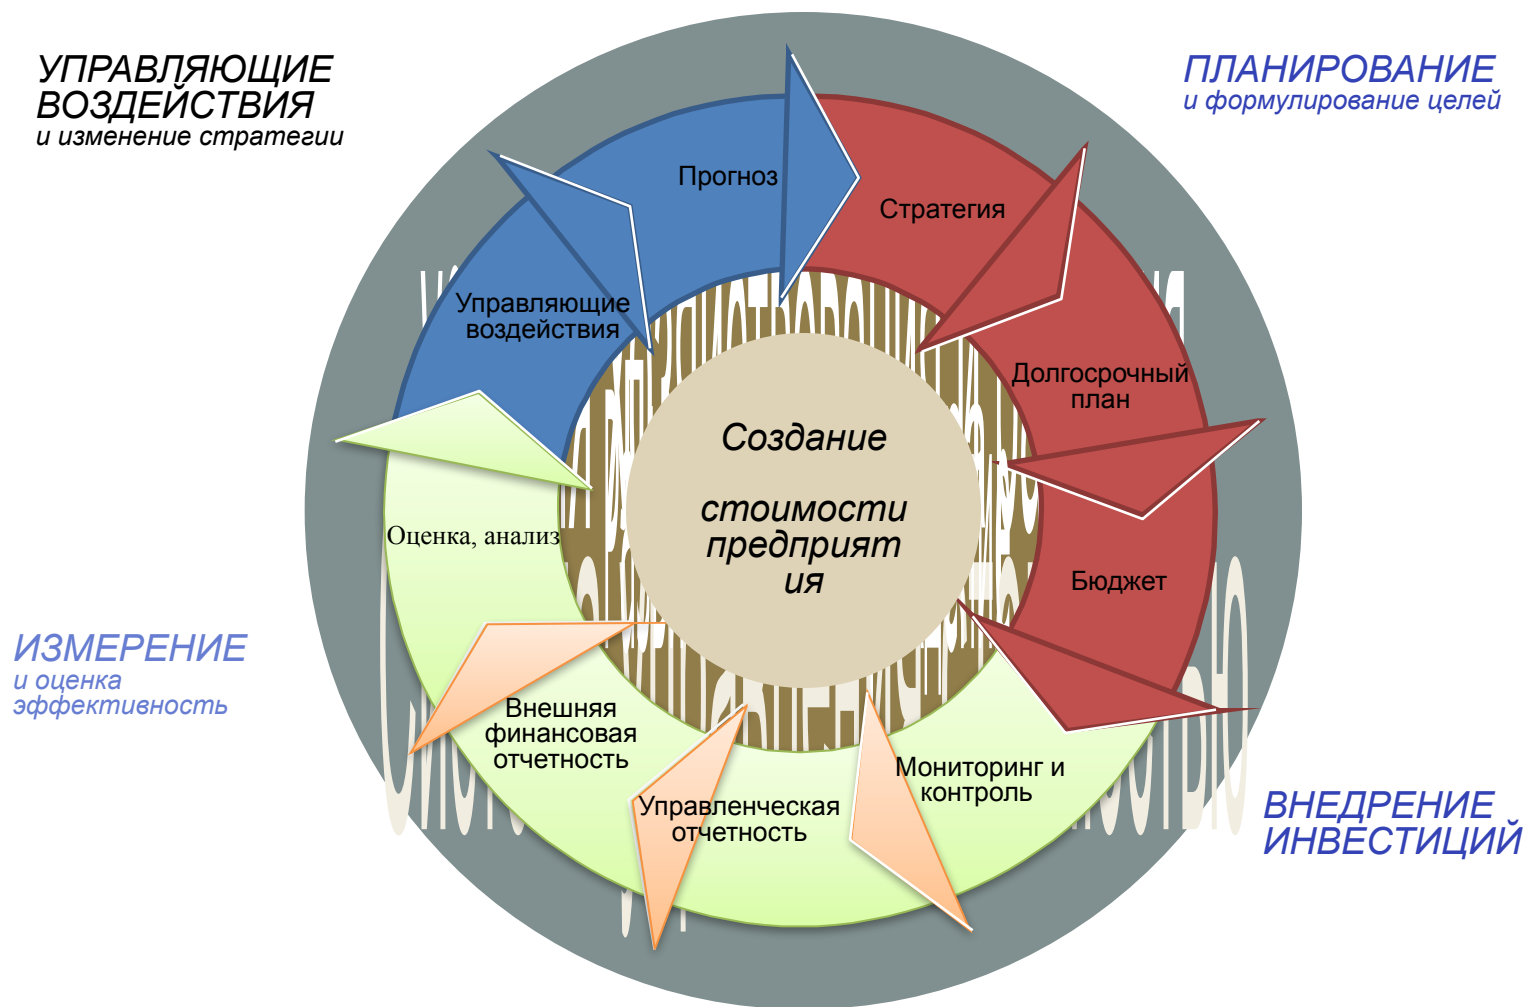 УПРАВЛЯЮЩИЕ
ВОЗДЕЙСТВИЯ
и изменение стратегии
ПЛАНИРОВАНИЕ
и формулирование целей
Прогноз
Стратегия
Управляющие
воздействия
Долгосрочный
план
Создание
стоимости
предприят
ия
Оценка, анализ
Бюджет
ИЗМЕРЕНИЕ
и оценка
эффективность
Внешняя
финансовая
отчетность
Управленческая
отчетность
Мониторинг и
контроль
ВНЕДРЕНИЕ
ИНВЕСТИЦИЙ